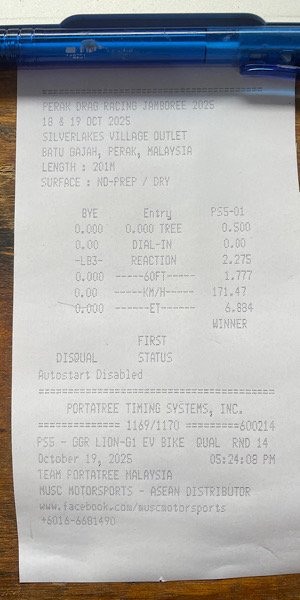 =========================================
PERAK DRAG RACING JAMBOREE 2025
18 & 19 OCT 2025
SILVERLAKES VILLAGE OUTLET
BATU GAJAH, PERAK, MALAYSIA
LENGTH : 201M
SURFACE : NO-PREP / DRY
BYE Entry PS5-01
0.000 0.000 TREE 0.500
0.00 DIAL-IN 0.00
-LB3- REACTION 2.275
0.000 -----60FT------ 1.777
0.00 -----KM/H------ 171.47
0.000 ------ET------- 6.884
WINNER
FIRST
DISQUAL STATUS
Autostart Disabled
=========================================
PORTATREE TIMING SYSTEMS, INC.
============== 1169/1170 =========600214
PS5 - GGR LION-G1 EV BIKE QUAL RND 14
October 19, 2025 05:24:08 PM
TEAM PORTATREE MALAYSIA
MUSC MOTORSPORTS - ASEAN DISTRIBUTOR
www.facebook.com/muscmotorsports
+6016-6681490